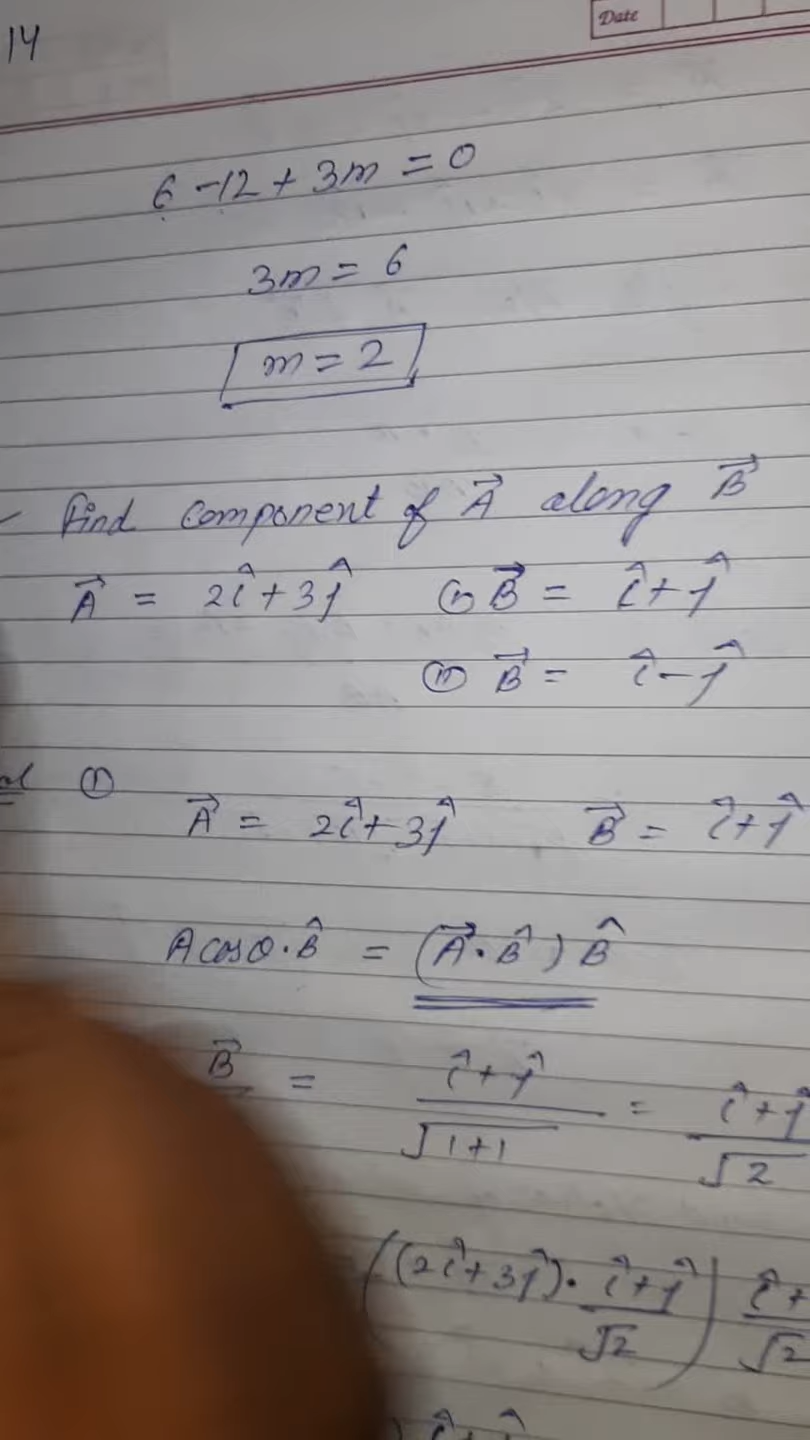 Date
14
6 -12 + 3m = 0
3m = 6
m = 2
Find component of A⃗ along B⃗
A⃗ = 2î + 3ĵ (i) B⃗ = î + ĵ
(ii) B⃗ = î - ĵ
(i)
A⃗ = 2î + 3ĵ B⃗ = î + ĵ
A cosθ · B̂ = (A⃗ · B̂) B̂
B⃗ = î + ĵ / √1+1 = î + ĵ / √2
((2î + 3ĵ) · î + ĵ / √2) î + / √2